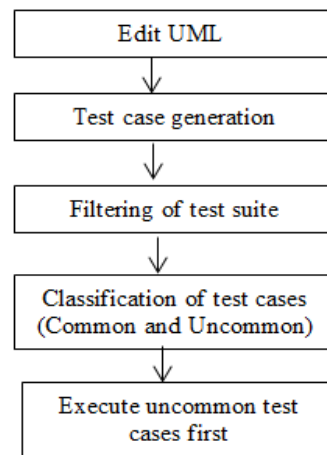 Edit UML
Test case generation
Filtering of test suite
Classification of test cases
(Common and Uncommon)
Execute uncommon test
cases first